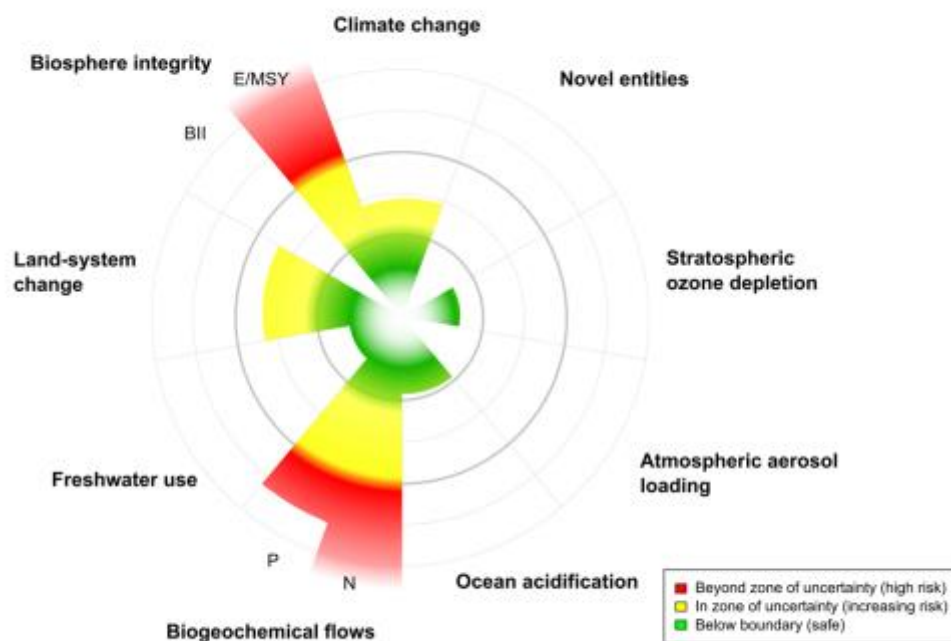 Climate change
Biosphere integrity
E/MSY
Novel entities
BII
Land-system
change
Stratospheric
ozone depletion
Freshwater use
Atmospheric aerosol
loading
P
N
Ocean acidification
Biogeochemical flows
Beyond zone of uncertainty (high risk)
In zone of uncertainty (increasing risk)
Below boundary (safe)